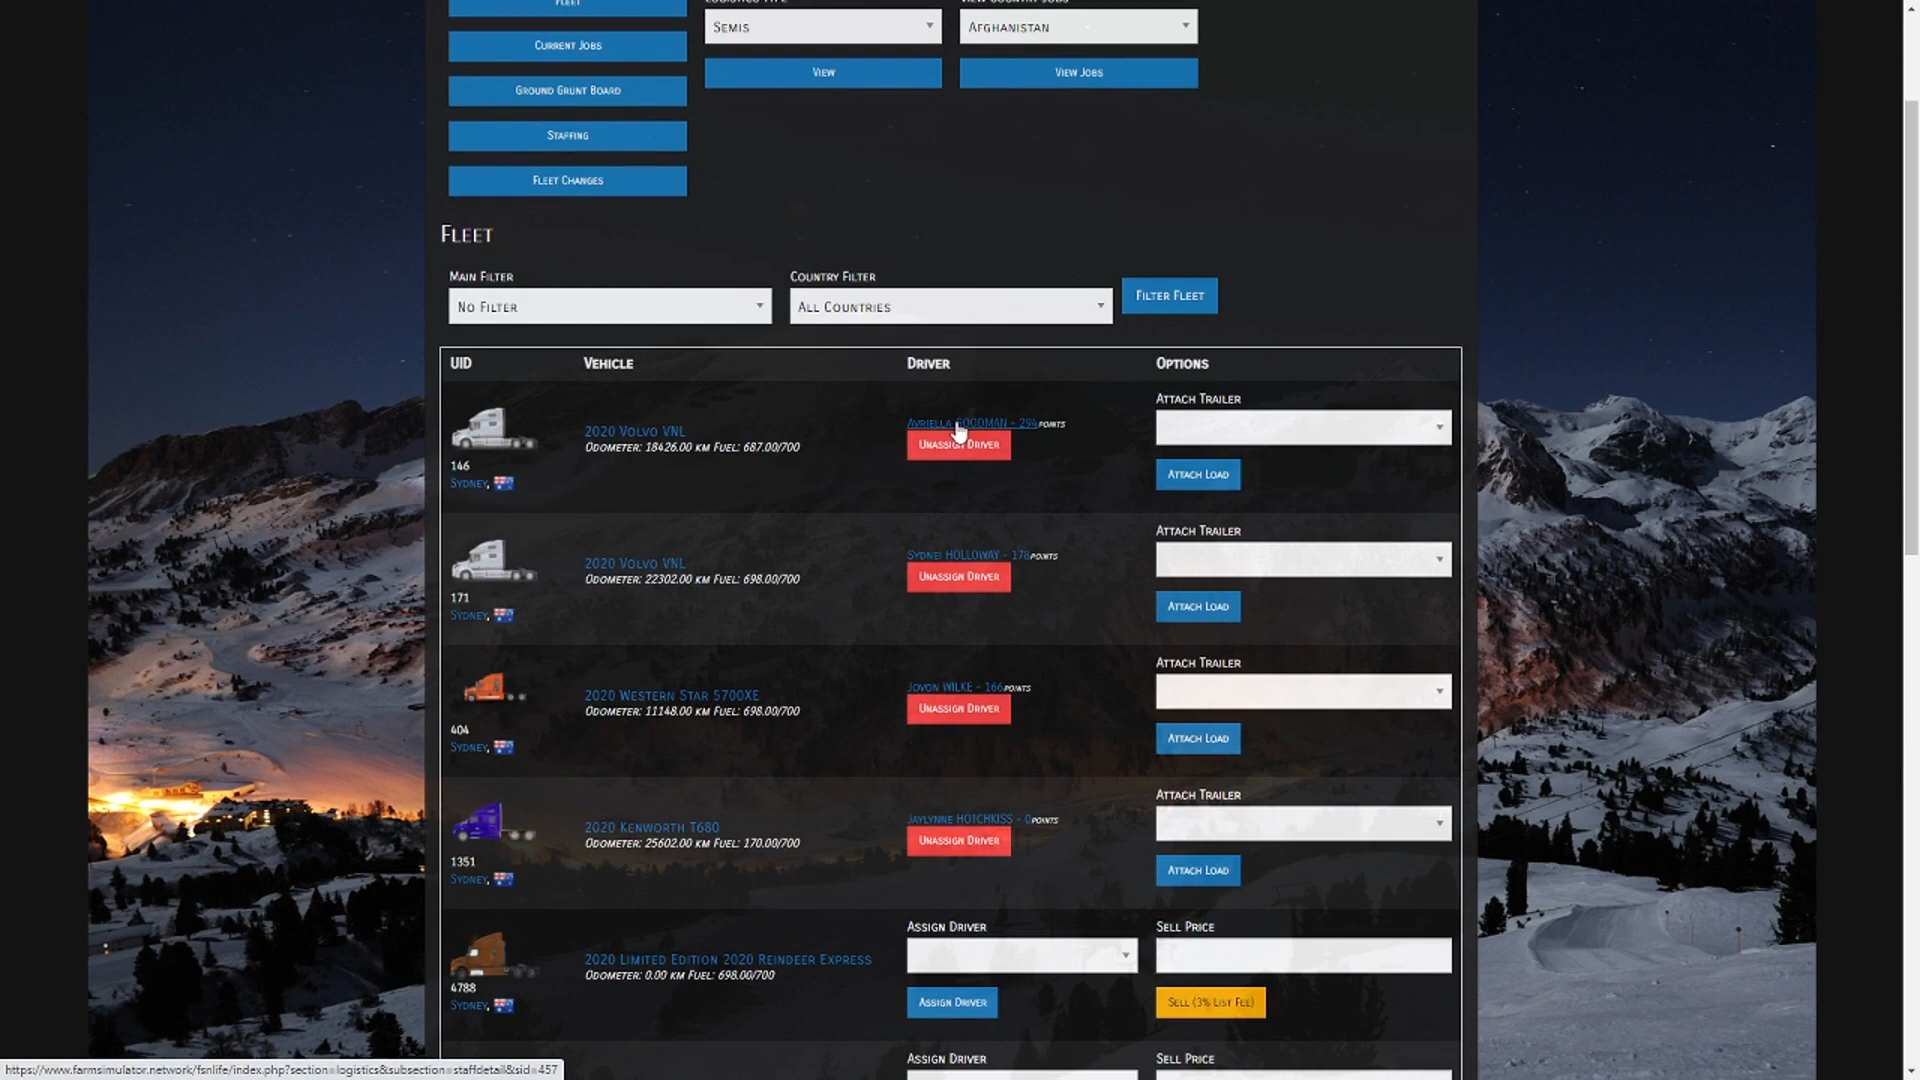 Fleet
Semis
Afghanistan
Current Jobs
View
View Jobs
Ground Grunt Board
Staffing
Fleet Changes
Fleet
Main Filter
Country Filter
No Filter
All Countries
Filter Fleet
UID
Vehicle
Driver
Options
Attach Trailer
2020 Volvo VNL
Odometer: 18426.00 km Fuel: 687.00/700
Avriella GOODMAN - 294 points
Unassign Driver
146
Sydney,
Attach Load
Attach Trailer
2020 Volvo VNL
Odometer: 22302.00 km Fuel: 698.00/700
Sydnei HOLLOWAY - 178 points
Unassign Driver
171
Sydney,
Attach Load
Attach Trailer
2020 Western Star 5700XE
Odometer: 11148.00 km Fuel: 698.00/700
Jovon WILKE - 166 points
Unassign Driver
404
Sydney,
Attach Load
Attach Trailer
2020 Kenworth T680
Odometer: 25602.00 km Fuel: 170.00/700
Jaylynne HOTCHKISS - 0 points
Unassign Driver
1351
Sydney,
Attach Load
Assign Driver
Sell Price
2020 Limited Edition 2020 Reindeer Express
Odometer: 0.00 km Fuel: 698.00/700
4788
Sydney,
Assign Driver
Sell (3% List Fee)
Assign Driver
Sell Price
https://www.farmsimulator.network/fsnlife/index.php?section=logistics&subsection=staffdetail&sid=457